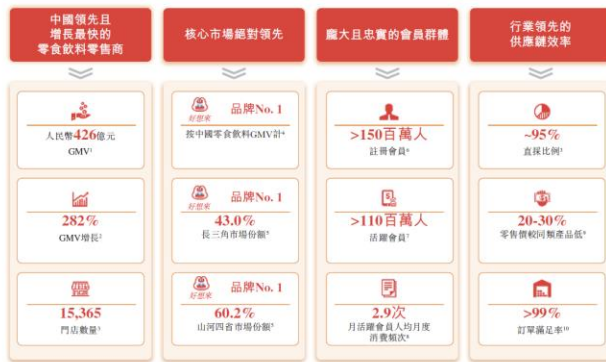 中國領先且
增長最快的
零食飲料零售商
人民幣426億元
GMV¹
282%
GMV增長²
15,365
門店數量³
核心市場絕對領先
好想來
品牌No. 1
按中國零食飲料GMV計⁴
好想來
品牌No. 1
43.0%
長三角市場份額⁵
好想來
品牌No. 1
60.2%
山河四省市場份額⁵
龐大且忠實的會員群體
>150百萬人
註冊會員⁶
>110百萬人
活躍會員⁷
2.9次
月活躍會員人均月度
消費頻次⁸
行業領先的
供應鏈效率
~95%
直採比例³
20-30%
零售價較同類產品低⁹
>99%
訂單滿足率¹⁰